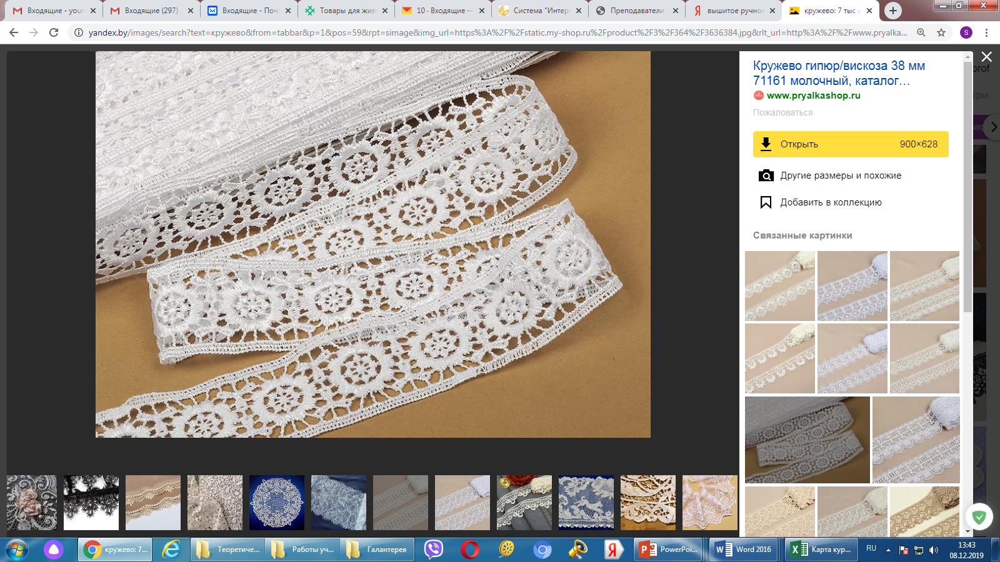 Входящие - your
Входящие (297)
Входящие - Поч
Товары для жив
10 · Входящие —
Система "Интер
Преподаватели
вышитое ручное
кружево: 7 тыс и
yandex.by/images/search?text=кружево&from=tabbar&p=1&pos=59&rpt=simage&img_url=https%3A%2F%2Fstatic.my-shop.ru%2Fproduct%2F3%2F364%2F3636384.jpg&rlt_url=http%3A%2F%2Fwww.pryalka...
S
Кружево гипюр/вискоза 38 мм
71161 молочный, каталог…
www.pryalkashop.ru
Пожаловаться
Открыть 900×628
Другие размеры и похожие
Добавить в коллекцию
Связанные картинки
prof
кружево: 7...
Теоретиче...
Работы уч...
Галантерея
PowerPoi...
Word 2016
Карта кур...
RU
13:43
08.12.2019